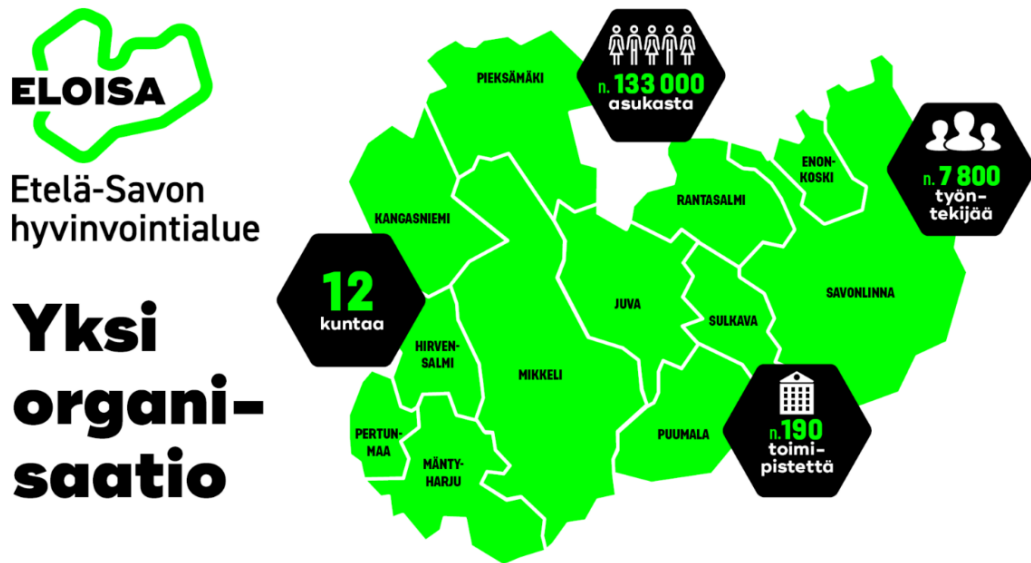 ELOISA
Etelä-Savon
hyvinvointialue
Yksi
organi-
saatio
n. 133 000
asukasta
n. 7 800
työn-
tekijää
12
kuntaa
n.190
toimi-
pistettä
PIEKSÄMÄKI
KANGASNIEMI
RANTASALMI
ENON-
KOSKI
SAVONLINNA
JUVA
SULKAVA
HIRVEN-
SALMI
MIKKELI
PERTUN-
MAA
MÄNTY-
HARJU
PUUMALA